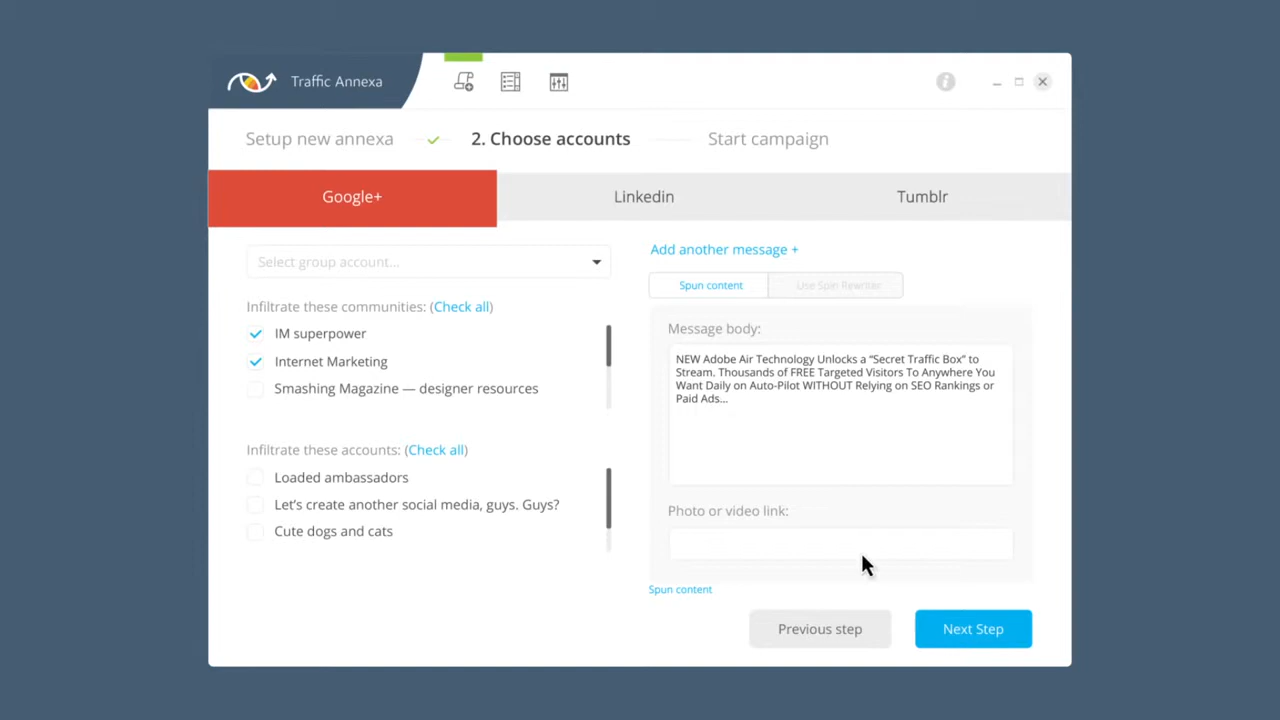 Traffic Annexa
Setup new annexa
2. Choose accounts
Start campaign
Google+
Linkedin
Tumblr
Select group account...
Infiltrate these communities: (Check all)
IM superpower
Internet Marketing
Smashing Magazine — designer resources
Infiltrate these accounts: (Check all)
Loaded ambassadors
Let's create another social media, guys. Guys?
Cute dogs and cats
Add another message +
Spun content
Use Spin Rewriter
Message body:
NEW Adobe Air Technology Unlocks a “Secret Traffic Box” to
Stream. Thousands of FREE Targeted Visitors To Anywhere You
Want Daily on Auto-Pilot WITHOUT Relying on SEO Rankings or
Paid Ads...
Photo or video link:
Spun content
Previous step
Next Step